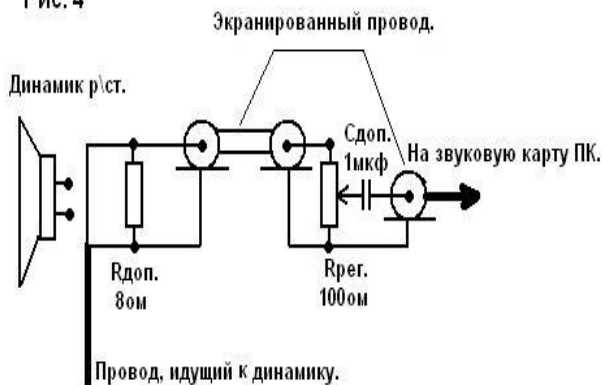 Рис. 4
Экранированный провод.
Динамик р\ст.
Сдоп.
1мкф
На звуковую карту ПК.
Rдоп.
8ом
Rрег.
100ом
Провод, идущий к динамику.